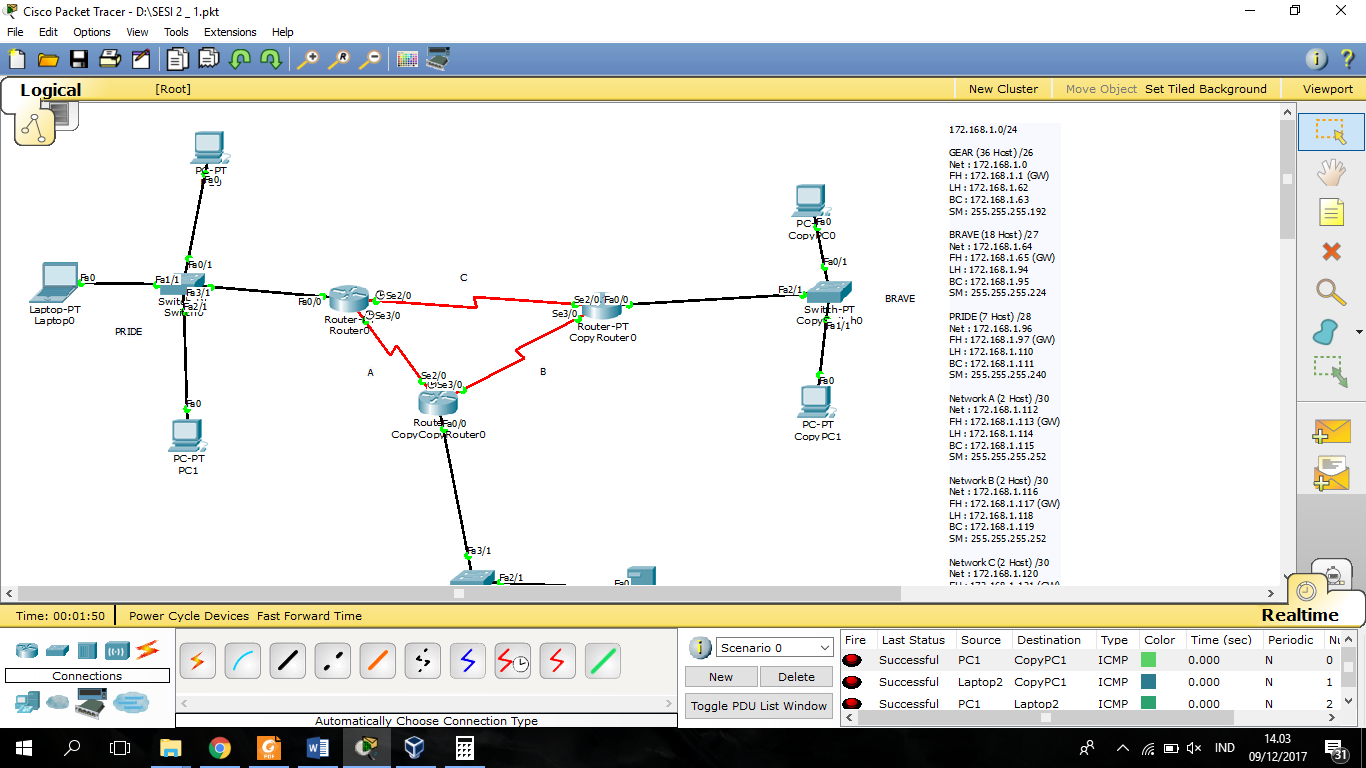 Cisco Packet Tracer - D:\SESI 2 _ 1.pkt
File Edit Options View Tools Extensions Help
Logical [Root] New Cluster Move Object Set Tiled Background Viewport
PC-PT
Fa0
Fa0/1
Fa0
Fa1/1
Fa3/1
Fa2/1
Laptop-PT
Laptop0
PRIDE
Fa0
PC-PT
PC1
Fa0/0
Se2/0
Se3/0
Router0
C
A
B
Se2/0
Fa0/0
Se3/0
Router-PT
CopyRouter0
Se2/0
Se3/0
Fa0/0
CopyCopyRouter0
Fa3/1
Fa2/1
Fa0
Fa0
CopyPC0
Fa0/1
Fa2/1
Switch-PT
Fa1/1
BRAVE
Fa0
PC-PT
CopyPC1
172.168.1.0/24
GEAR (36 Host) /26
Net : 172.168.1.0
FH : 172.168.1.1 (GW)
LH : 172.168.1.62
BC : 172.168.1.63
SM : 255.255.255.192
BRAVE (18 Host) /27
Net : 172.168.1.64
FH : 172.168.1.65 (GW)
LH : 172.168.1.94
BC : 172.168.1.95
SM : 255.255.255.224
PRIDE (7 Host) /28
Net : 172.168.1.96
FH : 172.168.1.97 (GW)
LH : 172.168.1.110
BC : 172.168.1.111
SM : 255.255.255.240
Network A (2 Host) /30
Net : 172.168.1.112
FH : 172.168.1.113 (GW)
LH : 172.168.1.114
BC : 172.168.1.115
SM : 255.255.255.252
Network B (2 Host) /30
Net : 172.168.1.116
FH : 172.168.1.117 (GW)
LH : 172.168.1.118
BC : 172.168.1.119
SM : 255.255.255.252
Network C (2 Host) /30
Net : 172.168.1.120
Time: 00:01:50 Power Cycle Devices Fast Forward Time Realtime
Connections
Automatically Choose Connection Type
Scenario 0
New Delete
Toggle PDU List Window
Fire Last Status Source Destination Type Color Time (sec) Periodic
Successful PC1 CopyPC1 ICMP 0.000 N 0
Successful Laptop2 CopyPC1 ICMP 0.000 N 1
Successful PC1 Laptop2 ICMP 0.000 N 2
IND
14.03
09/12/2017
31